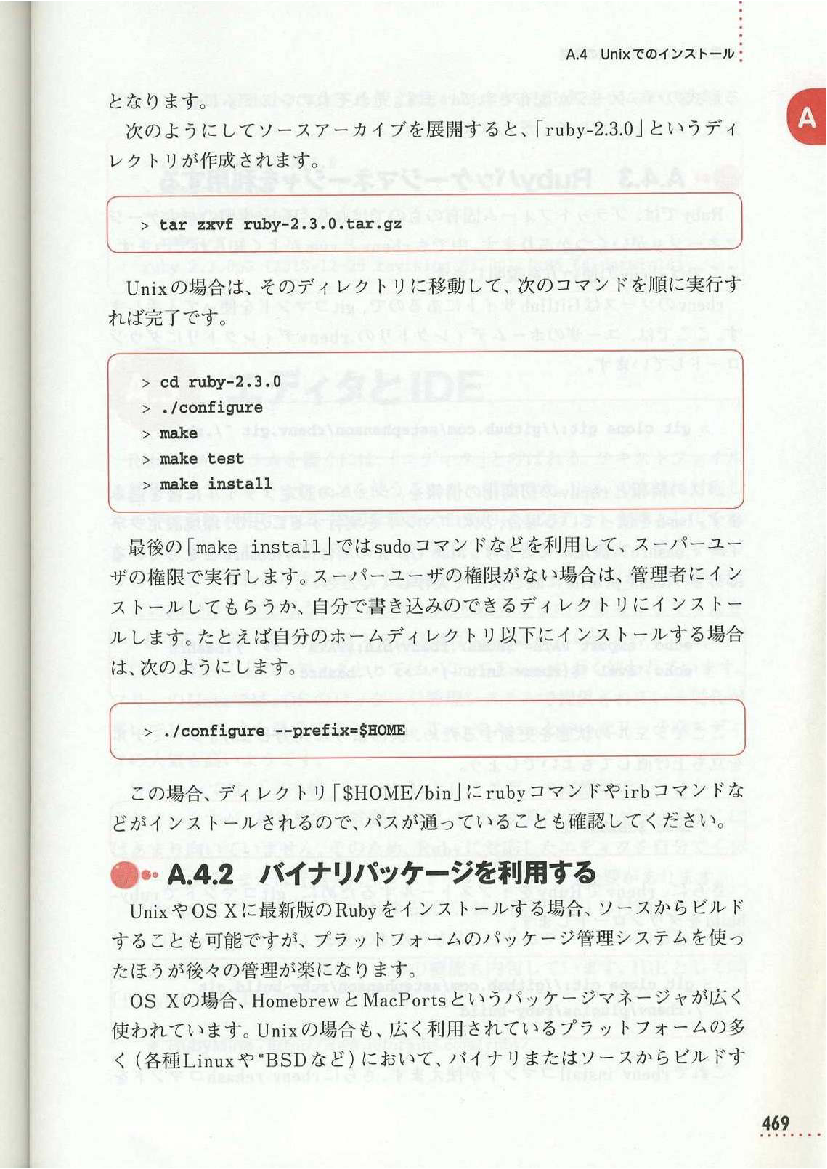 A.4 Unixでのインストール
A
となります。
次のようにしてソースアーカイブを展開すると、「ruby-2.3.0」というディ
レクトリが作成されます。
> tar zxvf ruby-2.3.0.tar.gz
Unixの場合は、そのディレクトリに移動して、次のコマンドを順に実行す
れば完了です。
> cd ruby-2.3.0
> ./configure
> make
> make test
> make install
最後の「make install」ではsudoコマンドなどを利用して、スーパーユー
ザの権限で実行します。スーパーユーザの権限がない場合は、管理者にイン
ストールしてもらうか、自分で書き込みのできるディレクトリにインストー
ルします。たとえば自分のホームディレクトリ以下にインストールする場合
は、次のようにします。
> ./configure --prefix=$HOME
この場合、ディレクトリ「$HOME/bin」にrubyコマンドやirbコマンドな
どがインストールされるので、パスが通っていることも確認してください。
A.4.2 バイナリパッケージを利用する
UnixやOS Xに最新版のRubyをインストールする場合、ソースからビルド
することも可能ですが、プラットフォームのパッケージ管理システムを使っ
たほうが後々の管理が楽になります。
OS Xの場合、HomebrewとMacPortsというパッケージマネージャが広く
使われています。Unixの場合も、広く利用されているプラットフォームの多
く（各種Linuxや*BSDなど）において、バイナリまたはソースからビルドす
469